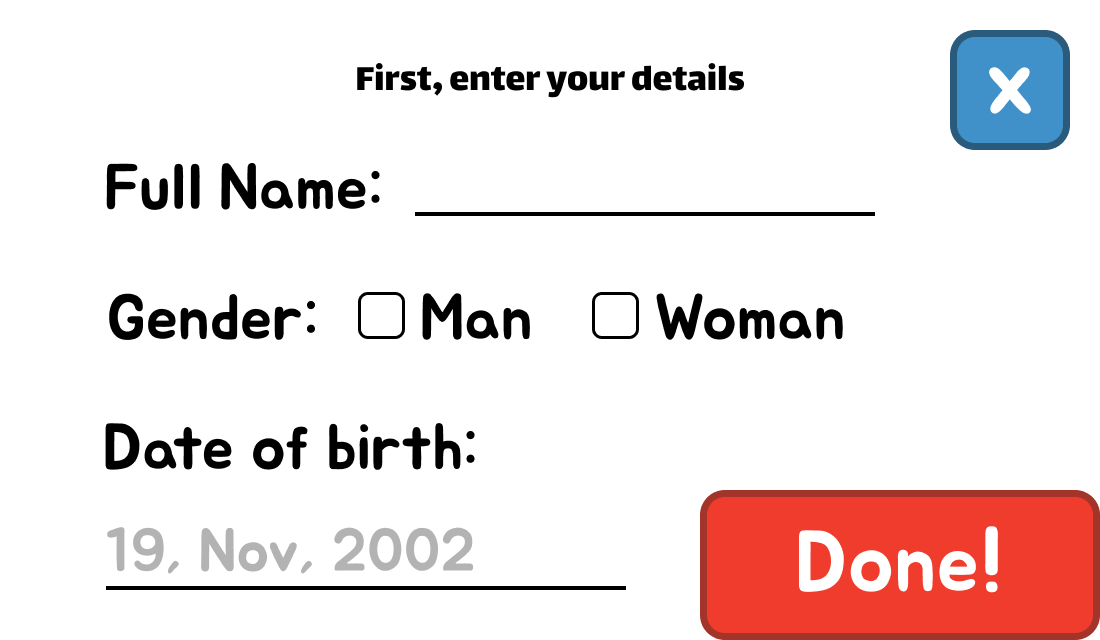 First, enter your details
X
Full Name:
Gender: Man Woman
Date of birth:
19, Nov, 2002
Done!